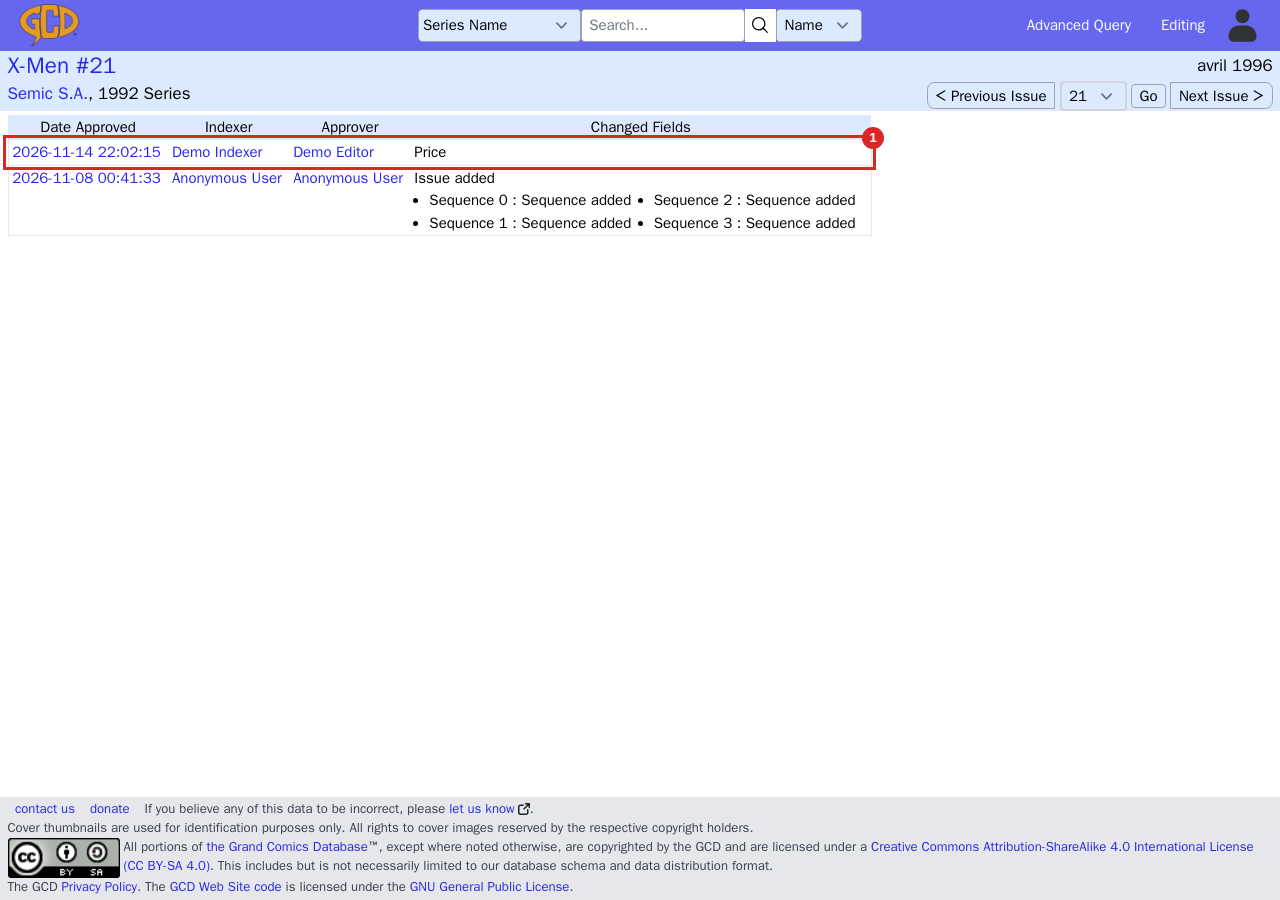 GCD
Series Name
Search...
Name
Advanced Query
Editing
X-Men #21
avril 1996
Semic S.A., 1992 Series
< Previous Issue
21
Go
Next Issue >
Date Approved Indexer Approver Changed Fields
1
2026-11-14 22:02:15 Demo Indexer Demo Editor Price
2026-11-08 00:41:33 Anonymous User Anonymous User Issue added
• Sequence 0 : Sequence added • Sequence 2 : Sequence added
• Sequence 1 : Sequence added • Sequence 3 : Sequence added
contact us donate If you believe any of this data to be incorrect, please let us know.
Cover thumbnails are used for identification purposes only. All rights to cover images reserved by the respective copyright holders.
cc BY SA
All portions of the Grand Comics Database™, except where noted otherwise, are copyrighted by the GCD and are licensed under a Creative Commons Attribution-ShareAlike 4.0 International License
(CC BY-SA 4.0). This includes but is not necessarily limited to our database schema and data distribution format.
The GCD Privacy Policy. The GCD Web Site code is licensed under the GNU General Public License.